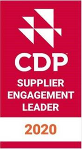 CDP
SUPPLIER
ENGAGEMENT
LEADER
2020